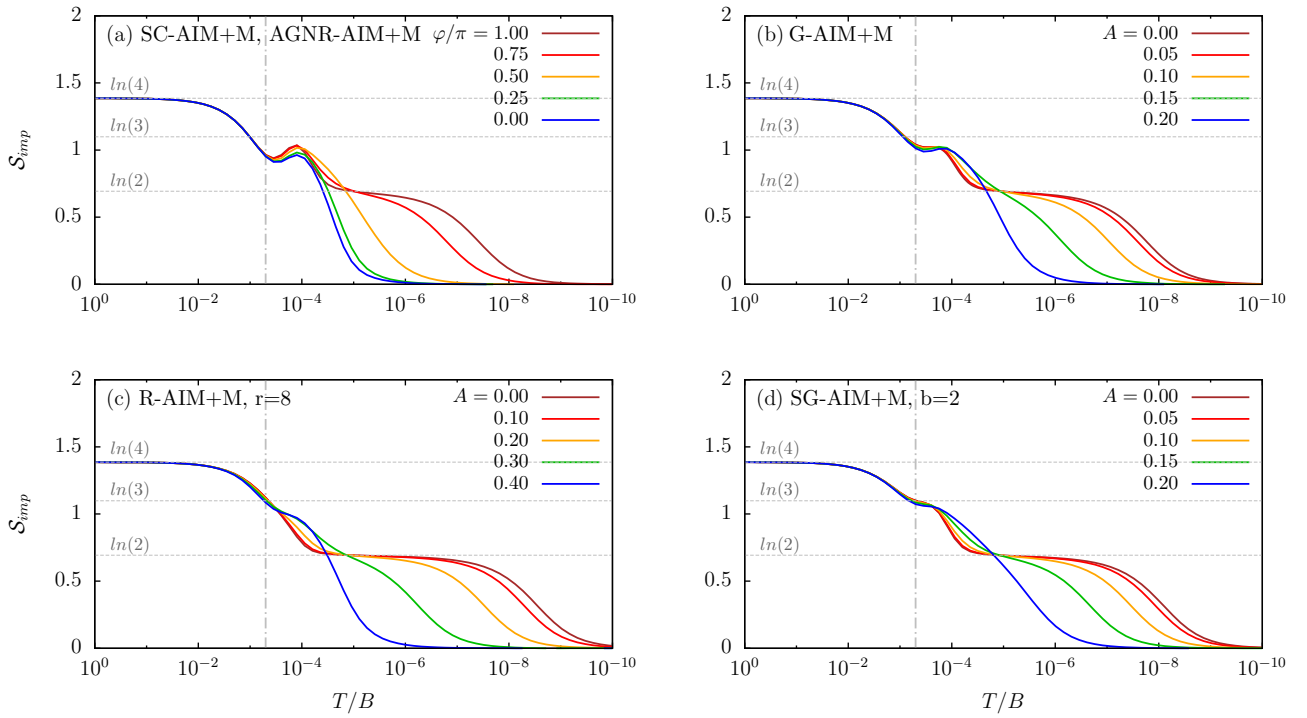 (a) SC-AIM+M, AGNR-AIM+M φ/π = 1.00
0.75
0.50
0.25
0.00
ln(4)
ln(3)
ln(2)
2
1.5
1
0.5
0
S_imp
10^0 10^-2 10^-4 10^-6 10^-8 10^-10
(b) G-AIM+M A = 0.00
0.05
0.10
0.15
0.20
ln(4)
ln(3)
ln(2)
2
1.5
1
0.5
0
10^0 10^-2 10^-4 10^-6 10^-8 10^-10
(c) R-AIM+M, r=8 A = 0.00
0.10
0.20
0.30
0.40
ln(4)
ln(3)
ln(2)
2
1.5
1
0.5
0
S_imp
10^0 10^-2 10^-4 10^-6 10^-8 10^-10
T/B
(d) SG-AIM+M, b=2 A = 0.00
0.05
0.10
0.15
0.20
ln(4)
ln(3)
ln(2)
2
1.5
1
0.5
0
10^0 10^-2 10^-4 10^-6 10^-8 10^-10
T/B